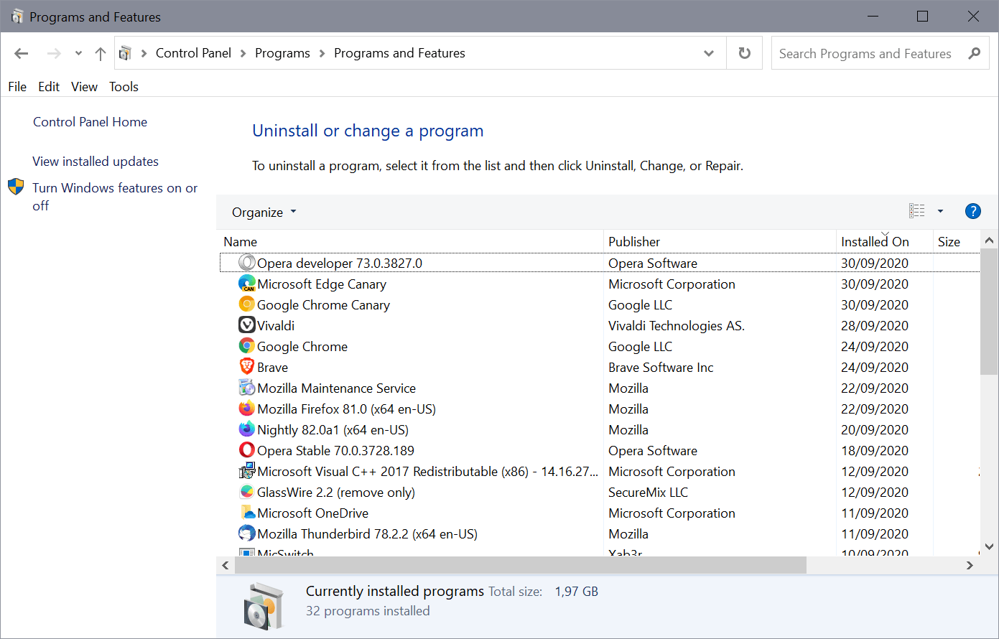 Programs and Features
Control Panel Programs Programs and Features
Search Programs and Features
File Edit View Tools
Control Panel Home
View installed updates
Turn Windows features on or
off
Uninstall or change a program
To uninstall a program, select it from the list and then click Uninstall, Change, or Repair.
Organize
?
Name Publisher Installed On Size
Opera developer 73.0.3827.0 Opera Software 30/09/2020
CAN Microsoft Edge Canary Microsoft Corporation 30/09/2020
Google Chrome Canary Google LLC 30/09/2020
Vivaldi Vivaldi Technologies AS. 28/09/2020
Google Chrome Google LLC 24/09/2020
Brave Brave Software Inc 24/09/2020
Mozilla Maintenance Service Mozilla 22/09/2020
Mozilla Firefox 81.0 (x64 en-US) Mozilla 22/09/2020
Nightly 82.0a1 (x64 en-US) Mozilla 20/09/2020
Opera Stable 70.0.3728.189 Opera Software 18/09/2020
Microsoft Visual C++ 2017 Redistributable (x86) - 14.16.27... Microsoft Corporation 12/09/2020
GlassWire 2.2 (remove only) SecureMix LLC 12/09/2020
Microsoft OneDrive Microsoft Corporation 11/09/2020
Mozilla Thunderbird 78.2.2 (x64 en-US) Mozilla 11/09/2020
MicSwitch Xab3r 10/09/2020
Currently installed programs Total size: 1,97 GB
32 programs installed